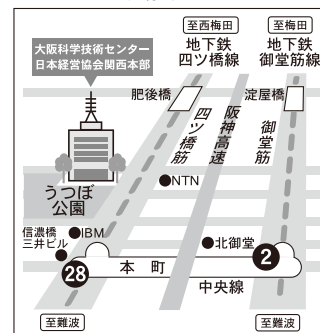 至西梅田
至梅田
大阪科学技術センター
日本経営協会関西本部
地下鉄
四ツ橋線
地下鉄
御堂筋線
肥後橋
淀屋橋
四ツ橋筋
阪神高速
御堂筋
うつぼ
公園
●NTN
信濃橋
三井ビル
●IBM
●北御堂
2
28
本町
中央線
至難波
至難波